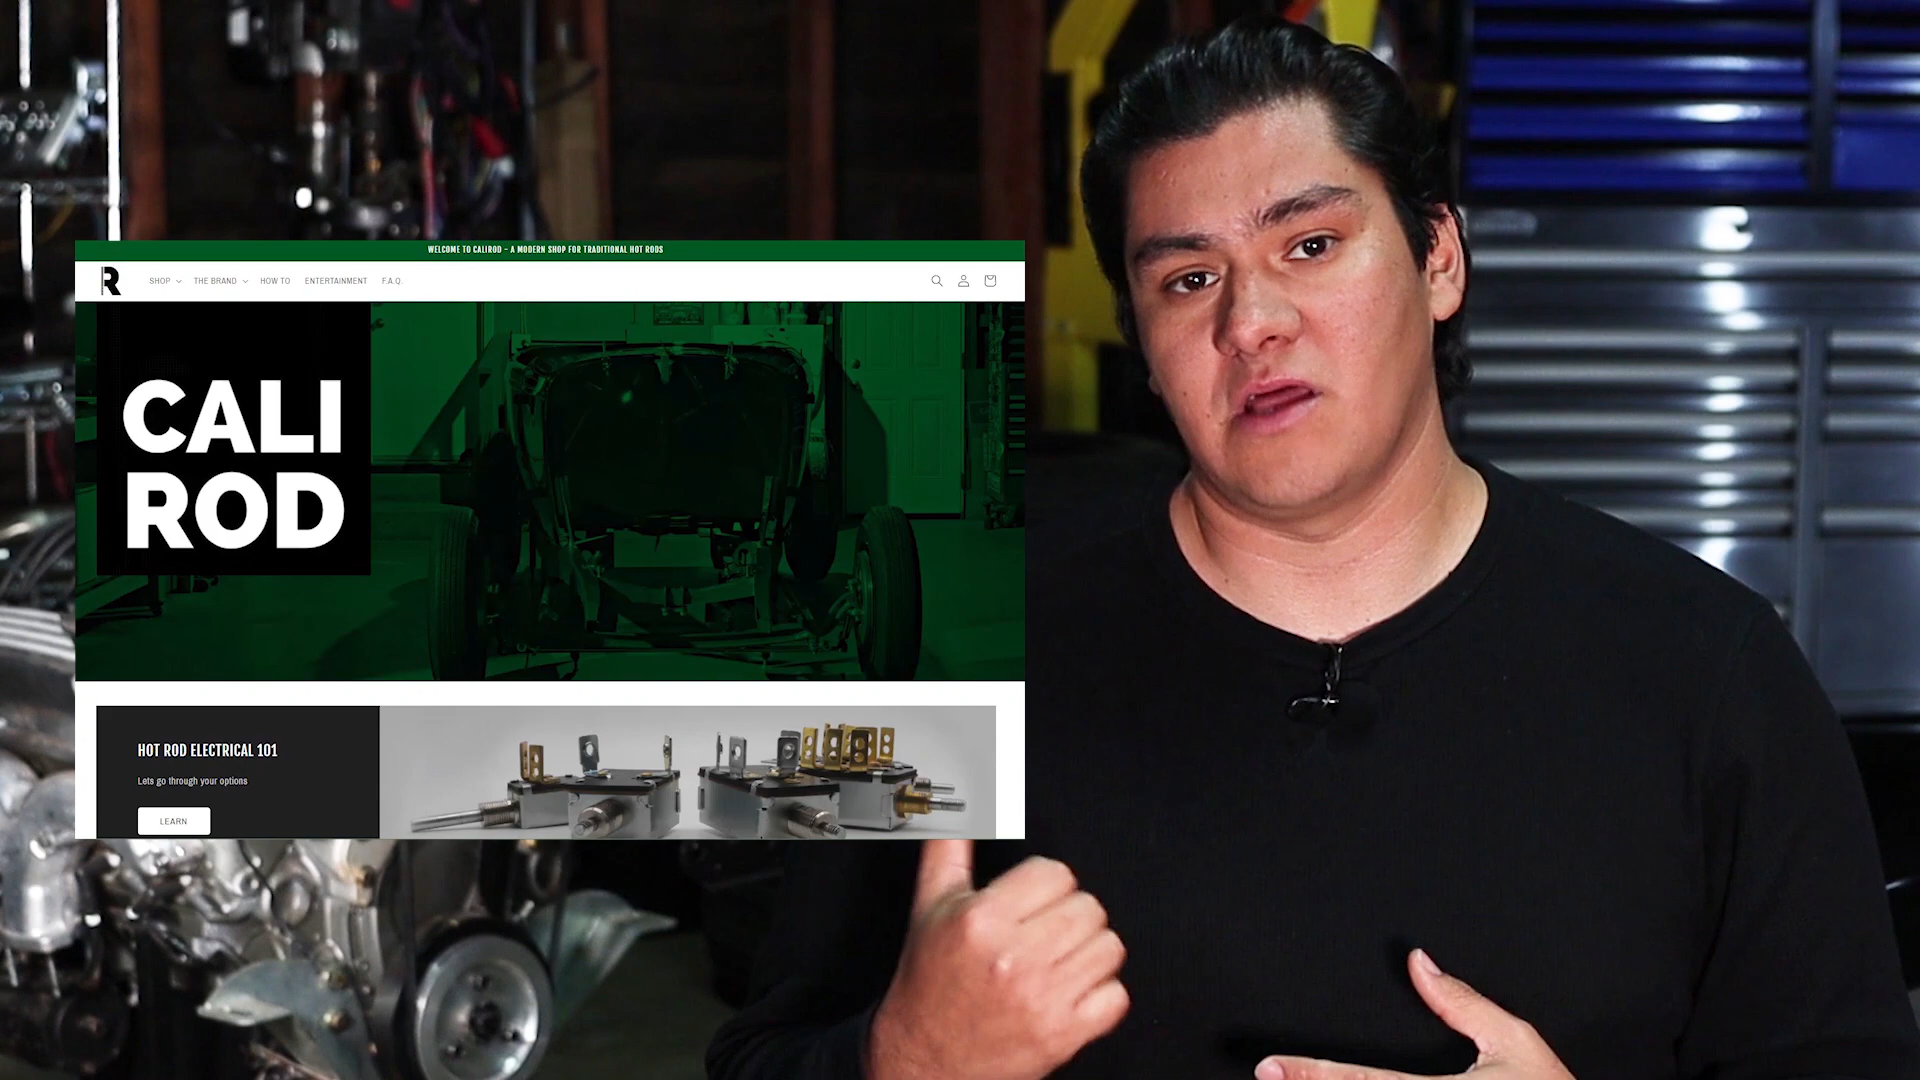 WELCOME TO CALIROD - A MODERN SHOP FOR TRADITIONAL HOT RODS
R SHOP THE BRAND HOW TO ENTERTAINMENT F.A.Q.
CALI
ROD
HOT ROD ELECTRICAL 101
Lets go through your options
LEARN